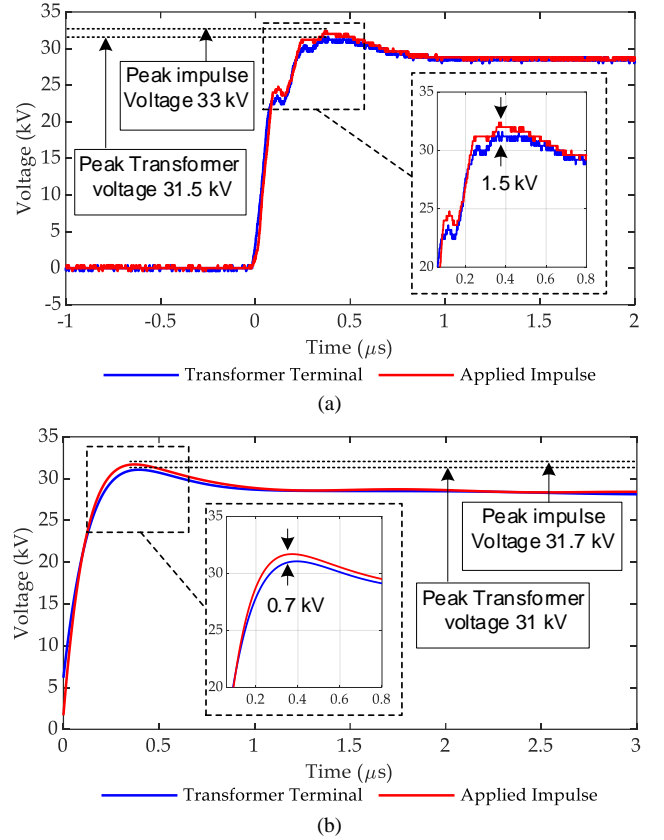 35
30
25
20
15
10
5
0
-5
Voltage (kV)
Peak impulse
Voltage 33 kV
Peak Transformer
voltage 31.5 kV
35
30
25
20
1.5 kV
0.2 0.4 0.6 0.8
-1 -0.5 0 0.5 1 1.5 2
Time (μs)
Transformer Terminal Applied Impulse
(a)
35
30
25
20
15
10
5
0
Voltage (kV)
35
30
25
20
0.7 kV
0.2 0.4 0.6 0.8
Peak impulse
Voltage 31.7 kV
Peak Transformer
voltage 31 kV
0 0.5 1 1.5 2 2.5 3
Time (μs)
Transformer Terminal Applied Impulse
(b)